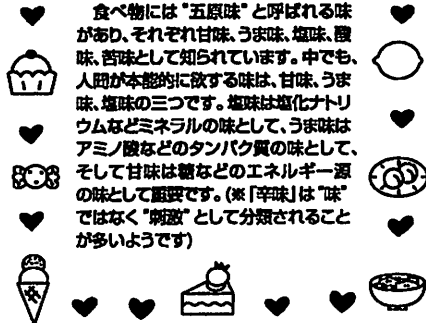 食べ物には“五原味”と呼ばれる味
があり、それぞれ甘味、うま味、塩味、酸
味、苦味として知られています。中でも、
人間が本能的に欲する味は、甘味、うま
味、塩味の三つです。塩味は塩化ナトリ
ウムなどミネラルの味として、うま味は
アミノ酸などのタンパク質の味として、
そして甘味は糖などのエネルギー源
の味として重要です。(※「辛味」は“味”
ではなく“刺激”として分類されること
が多いようです)